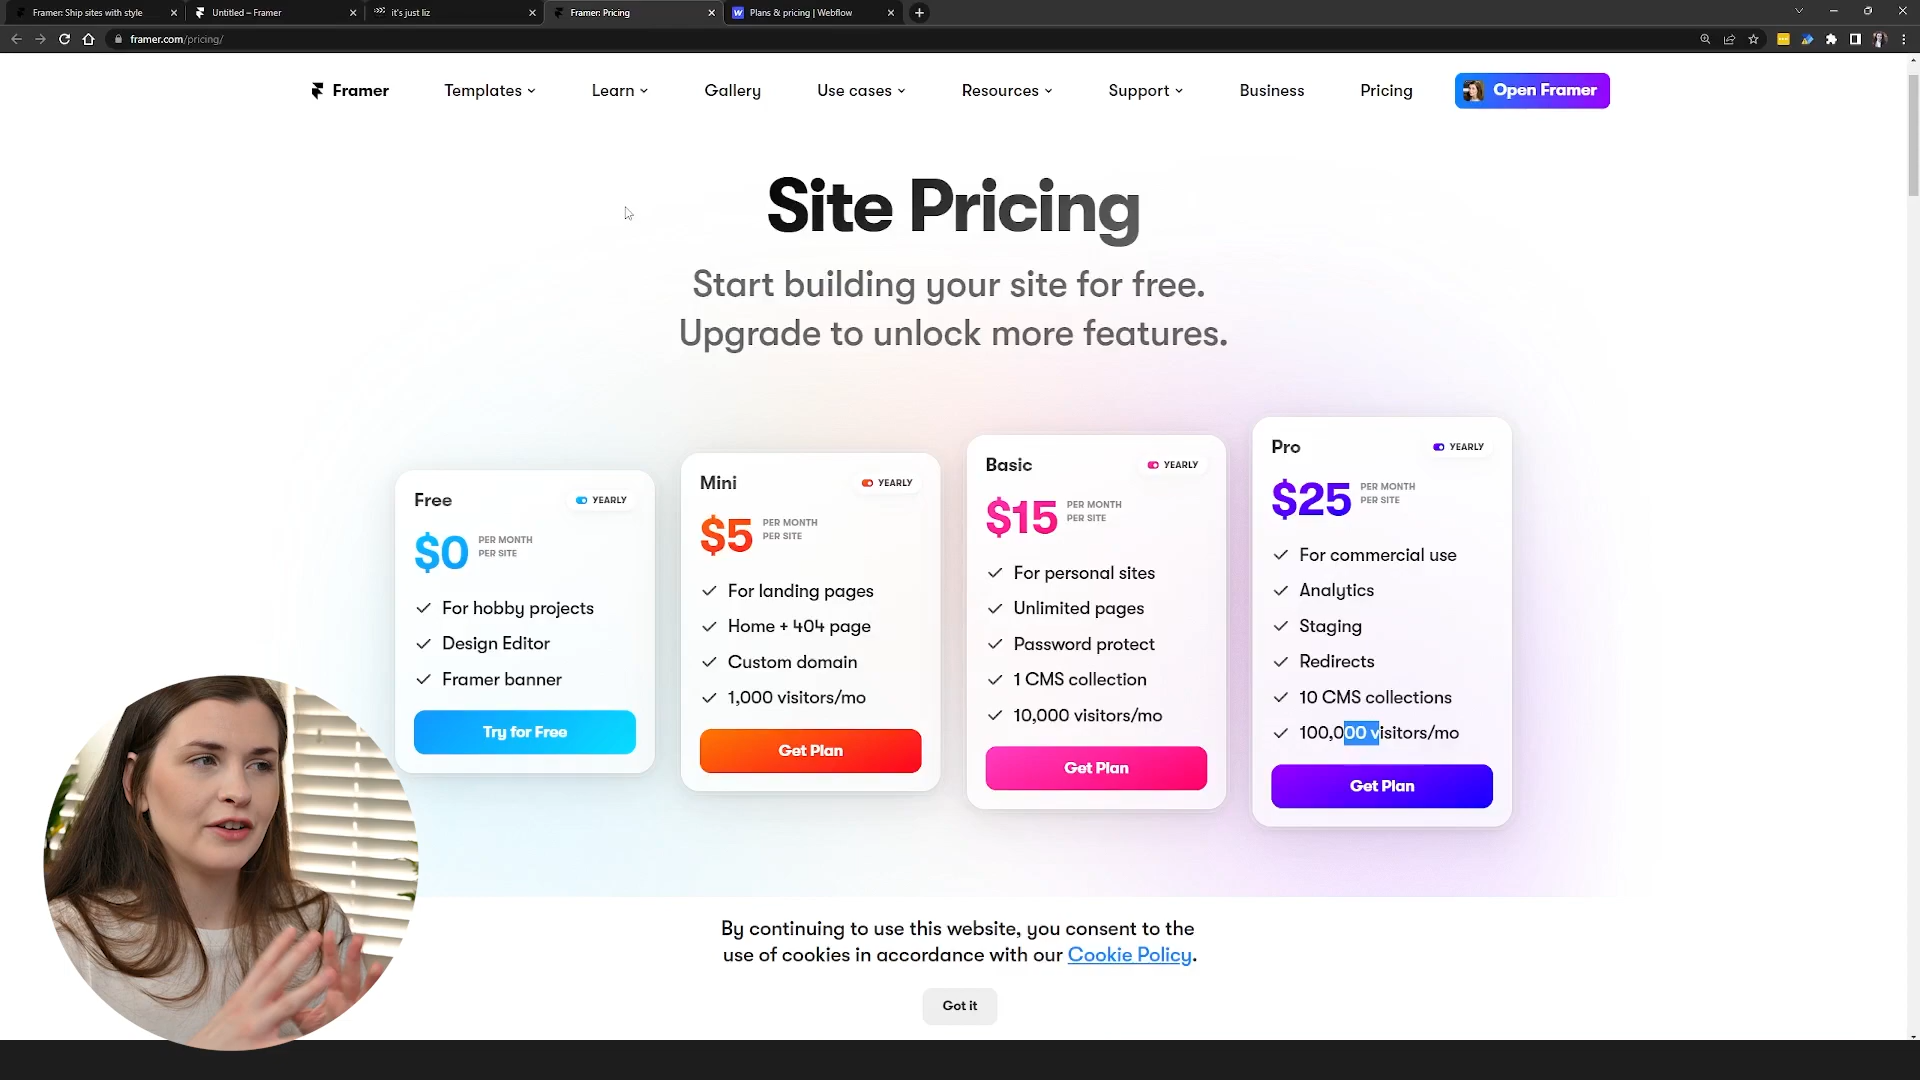 Framer: Ship sites with style
Untitled – Framer
it's just liz
Framer: Pricing
Plans & pricing | Webflow
framer.com/pricing/
Framer
Templates
Learn
Gallery
Use cases
Resources
Support
Business
Pricing
Open Framer
Site Pricing
Start building your site for free.
Upgrade to unlock more features.
Free
YEARLY
$0
PER MONTH
PER SITE
For hobby projects
Design Editor
Framer banner
Try for Free
Mini
YEARLY
$5
PER MONTH
PER SITE
For landing pages
Home + 404 page
Custom domain
1,000 visitors/mo
Get Plan
Basic
YEARLY
$15
PER MONTH
PER SITE
For personal sites
Unlimited pages
Password protect
1 CMS collection
10,000 visitors/mo
Get Plan
Pro
YEARLY
$25
PER MONTH
PER SITE
For commercial use
Analytics
Staging
Redirects
10 CMS collections
100,000 visitors/mo
Get Plan
By continuing to use this website, you consent to the
use of cookies in accordance with our Cookie Policy.
Got it